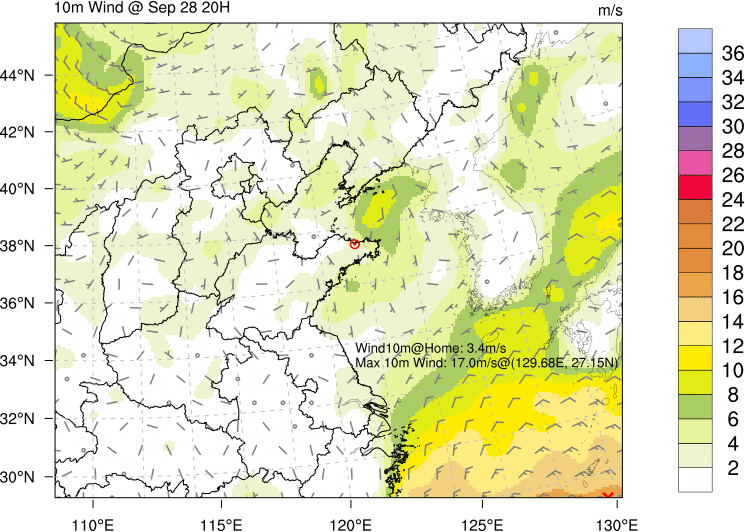 10m Wind @ Sep 28 20H
m/s
44°N
42°N
40°N
38°N
36°N
34°N
32°N
30°N
Wind10m@Home: 3.4m/s
Max 10m Wind: 17.0m/s@(129.68E, 27.15N)
110°E
115°E
120°E
125°E
130°E
36
34
32
30
28
26
24
22
20
18
16
14
12
10
8
6
4
2